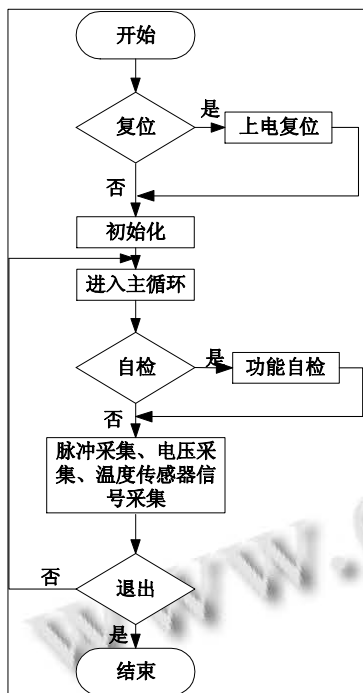 开始
复位
是
上电复位
否
初始化
进入主循环
自检
是
功能自检
否
脉冲采集、电压采
集、温度传感器信
号采集
否
退出
是
结束
www.